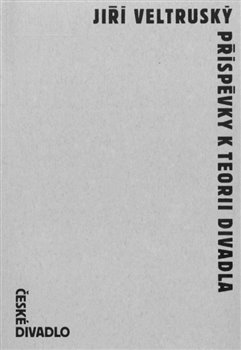 JIŘÍ VELTRUSKÝ
PŘÍSPĚVKY K TEORII DIVADLA
ČESKÉ
DIVADLO